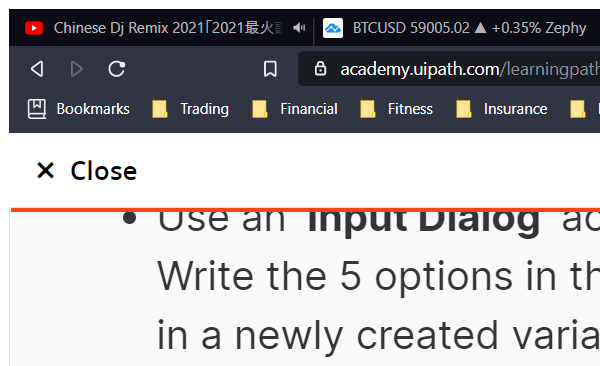 Chinese Dj Remix 2021「2021最火
BTCUSD 59005.02 ▲ +0.35% Zephy
academy.uipath.com/learningpath
Bookmarks Trading Financial Fitness Insurance
× Close
• Use an 'Input Dialog' ac
Write the 5 options in th
in a newly created varia